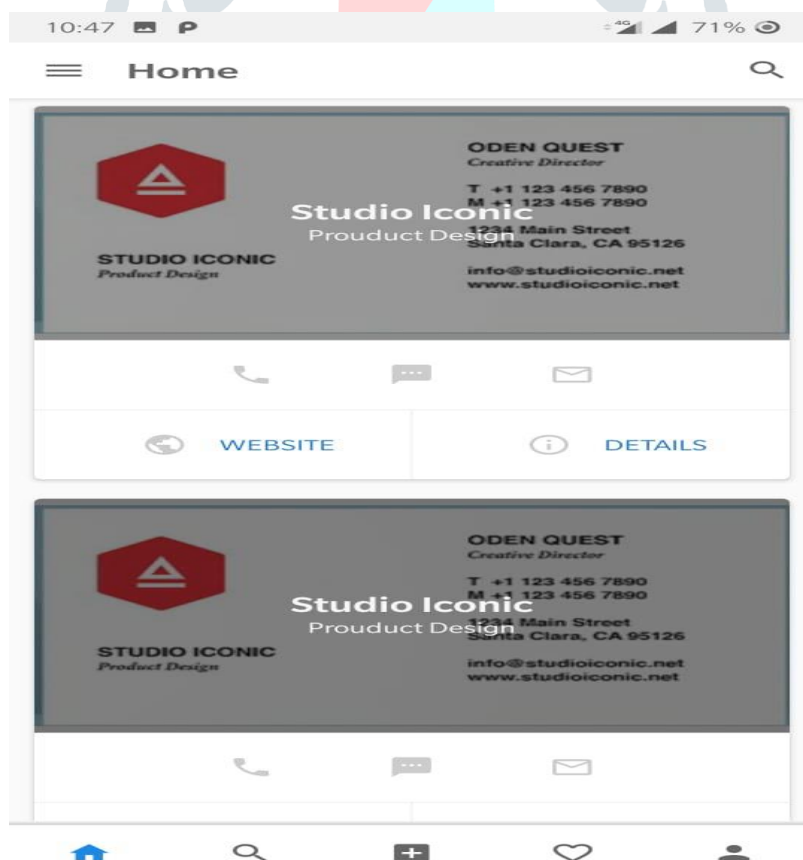 10:47 P 4G 71%
Home
ODEN QUEST
Creative Director
T +1 123 456 7890
M +1 123 456 7890
Studio Iconic
Prouduct Design
1234 Main Street
Santa Clara, CA 95126
STUDIO ICONIC
Product Design
info@studioiconic.net
www.studioiconic.net
WEBSITE DETAILS
ODEN QUEST
Creative Director
T +1 123 456 7890
M +1 123 456 7890
Studio Iconic
Prouduct Design
1234 Main Street
Santa Clara, CA 95126
STUDIO ICONIC
Product Design
info@studioiconic.net
www.studioiconic.net